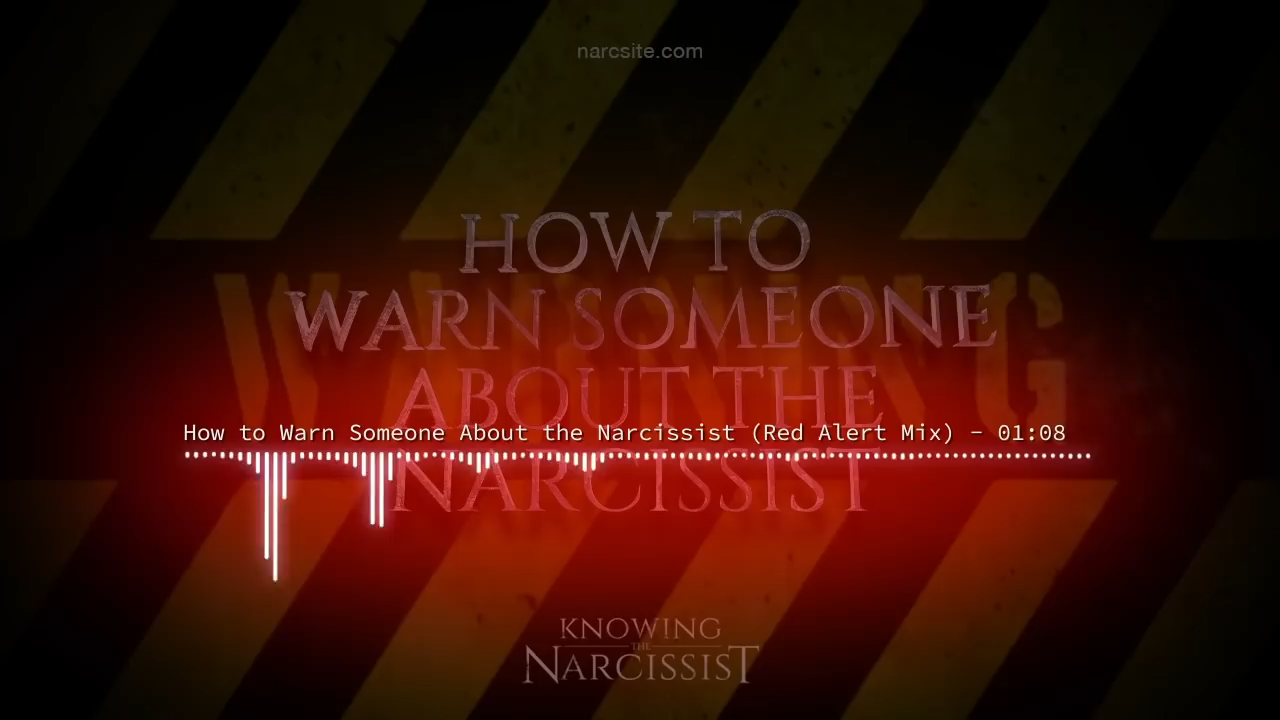 narcsite.com
HOW TO
WARN SOMEONE
WARNING
ABOUT THE
How to Warn Someone About the Narcissist (Red Alert Mix) – 01:08
NARCISSIST
KNOWING
THE
NARCISSIST